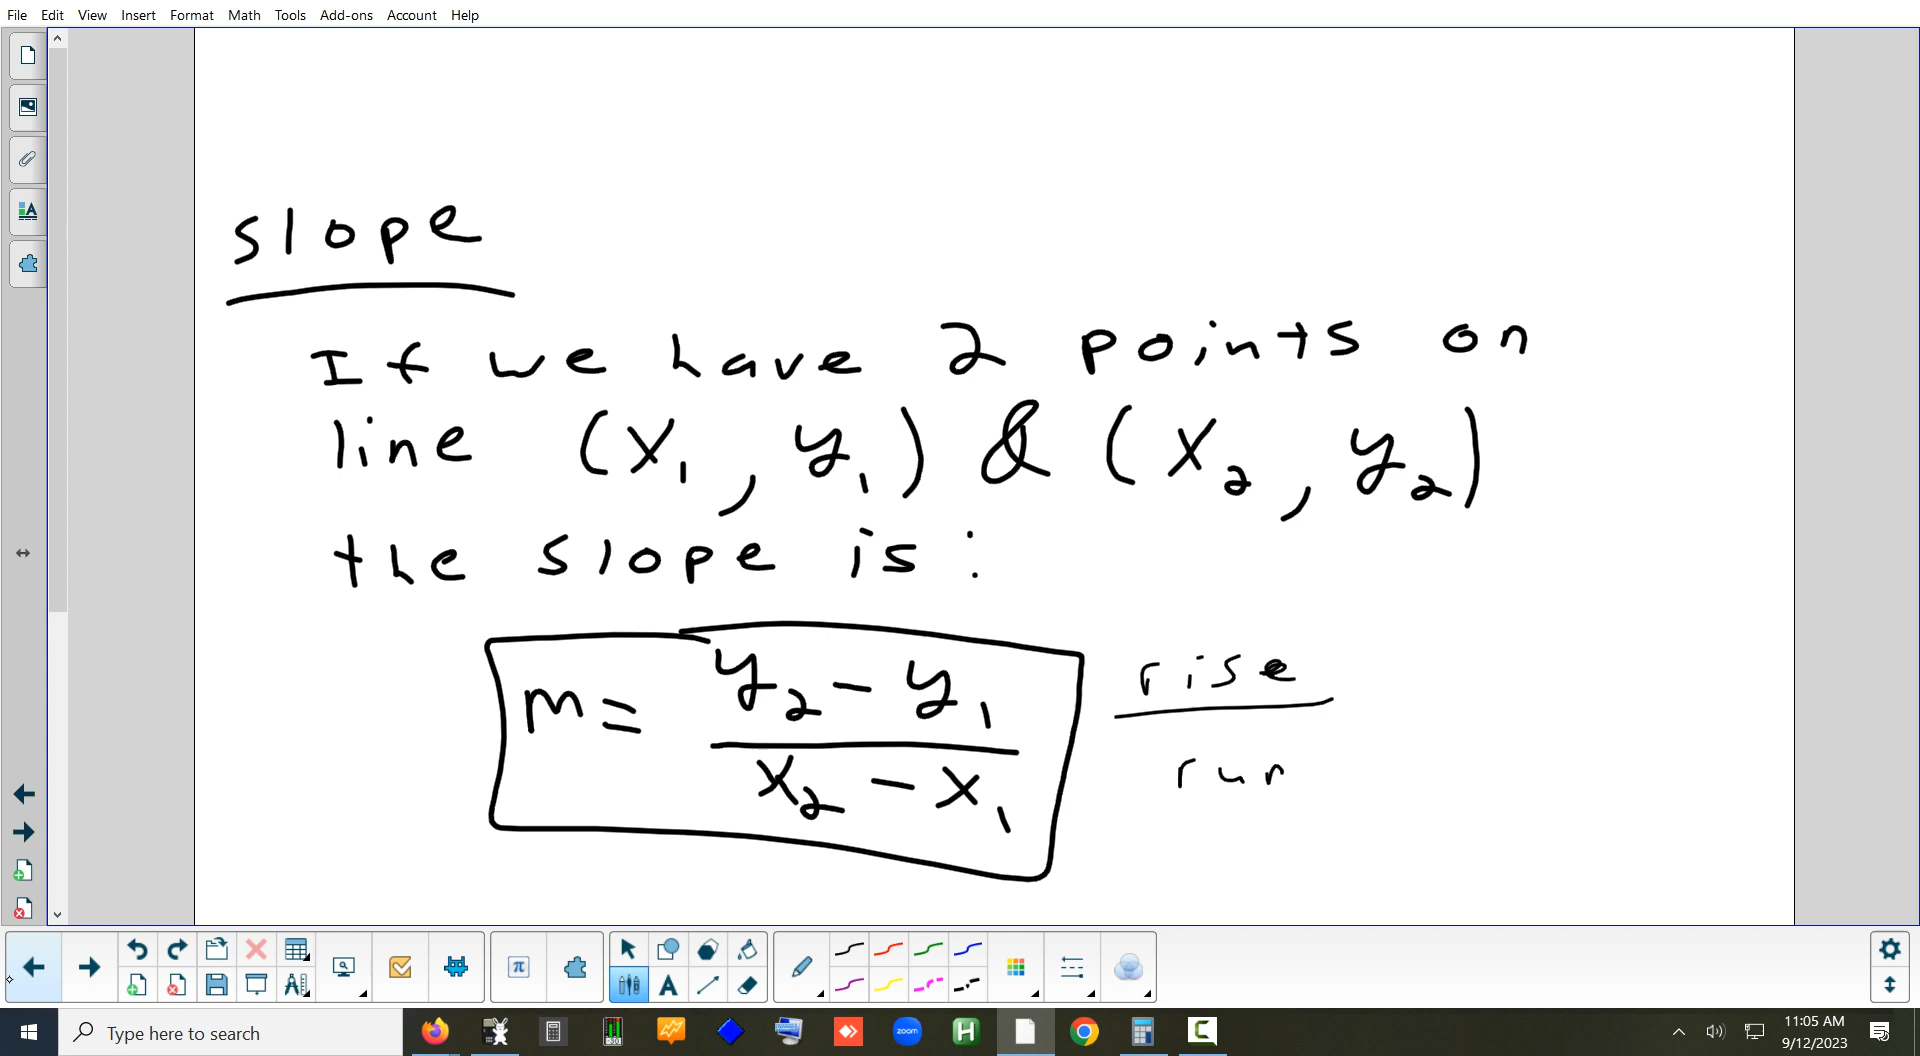 File Edit View Insert Format Math Tools Add-ons Account Help
slope
If we have 2 points on
line (x₁, y₁) & (x₂, y₂)
the slope is:
m = y₂ - y₁
x₂ - x₁
rise
run
Type here to search
zoom
11:05 AM
9/12/2023